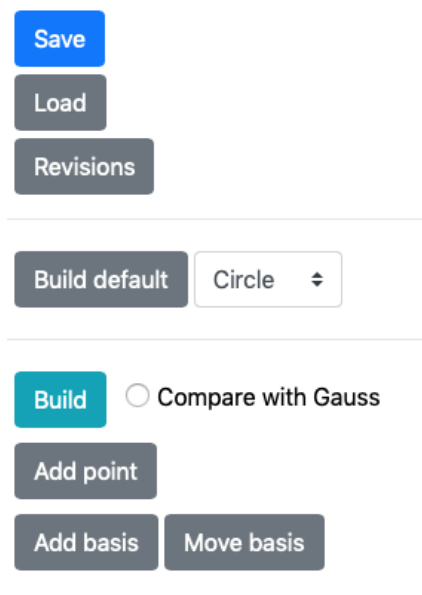 Save
Load
Revisions
Build default Circle
Build Compare with Gauss
Add point
Add basis Move basis